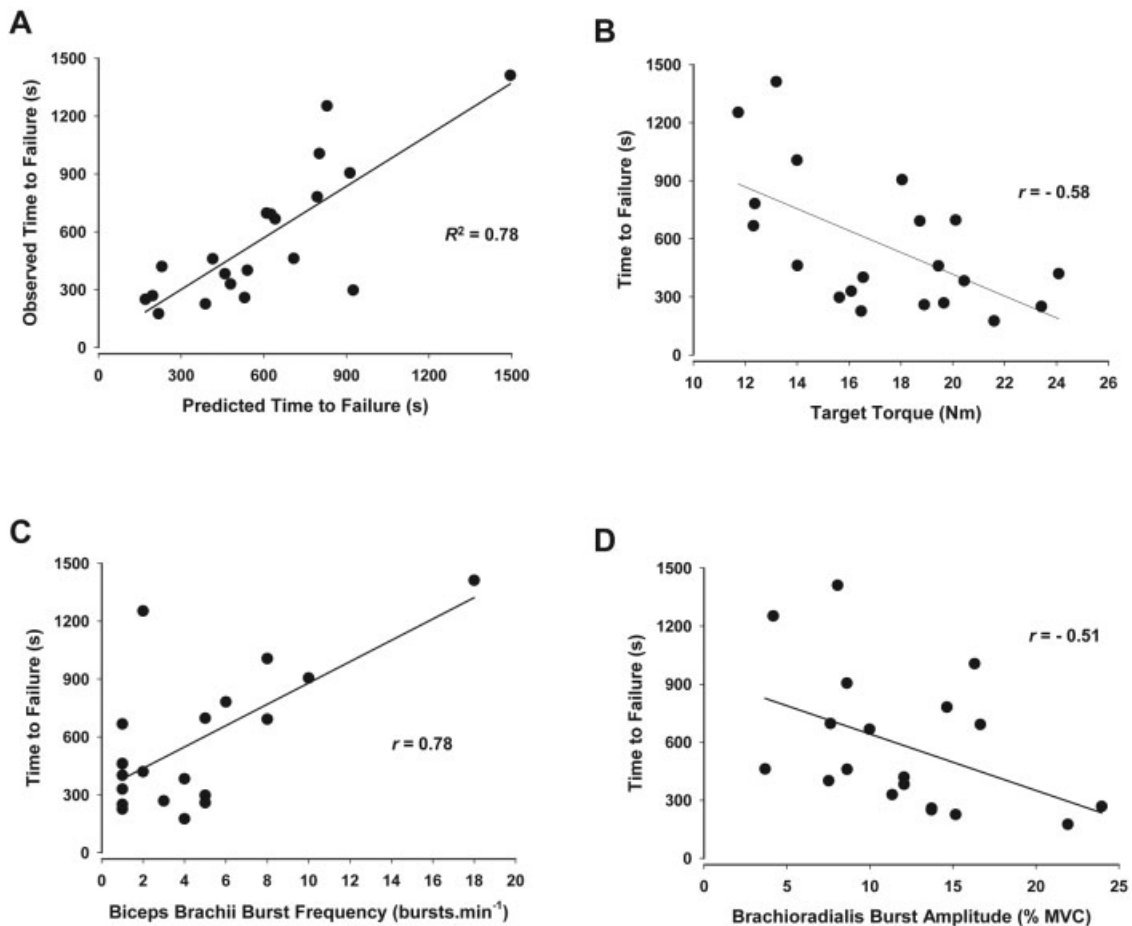 A
1500
1200
900
600
300
0
Observed Time to Failure (s)
R² = 0.78
0 300 600 900 1200 1500
Predicted Time to Failure (s)
B
1500
1200
900
600
300
0
Time to Failure (s)
r = - 0.58
10 12 14 16 18 20 22 24 26
Target Torque (Nm)
C
1500
1200
900
600
300
0
Time to Failure (s)
r = 0.78
0 2 4 6 8 10 12 14 16 18 20
Biceps Brachii Burst Frequency (bursts.min⁻¹)
D
1500
1200
900
600
300
0
Time to Failure (s)
r = - 0.51
0 5 10 15 20 25
Brachioradialis Burst Amplitude (% MVC)